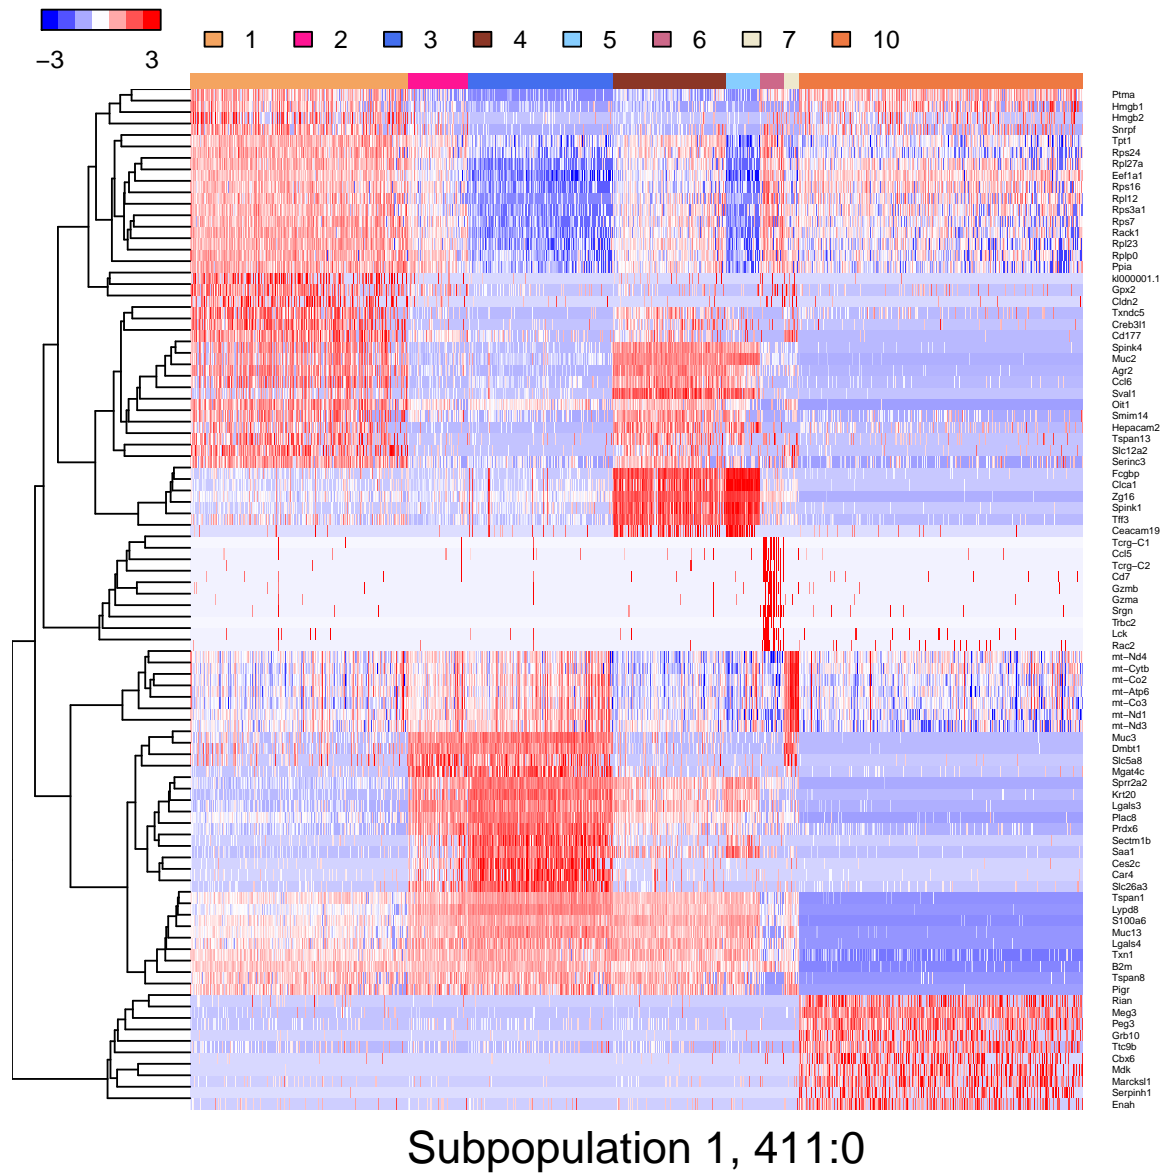 −3 3
1 2 3 4 5 6 7 10
Ptma
Hmgb1
Hmgb2
Snrpf
Tpt1
Rps24
Rpl27a
Eef1a1
Rps16
Rpl12
Rps3a1
Rps7
Rack1
Rpl23
Rplp0
Ppia
kl000001.1
Gpx2
Cldn2
Txndc5
Creb3l1
Cd177
Spink4
Muc2
Agr2
Ccl6
Sval1
Oit1
Smim14
Hepacam2
Tspan13
Slc12a2
Serinc3
Fcgbp
Clca1
Zg16
Spink1
Tff3
Ceacam19
Tcrg−C1
Ccl5
Tcrg−C2
Cd7
Gzmb
Gzma
Srgn
Trbc2
Lck
Rac2
mt−Nd4
mt−Cytb
mt−Co2
mt−Atp6
mt−Co3
mt−Nd1
mt−Nd3
Muc3
Dmbt1
Slc5a8
Mgat4c
Sprr2a2
Krt20
Lgals3
Plac8
Prdx6
Sectm1b
Saa1
Ces2c
Car4
Slc26a3
Tspan1
Lypd8
S100a6
Muc13
Lgals4
Txn1
B2m
Tspan8
Pigr
Rian
Meg3
Peg3
Grb10
Ttc9b
Cbx6
Mdk
Marcksl1
Serpinh1
Enah
Subpopulation 1, 411:0